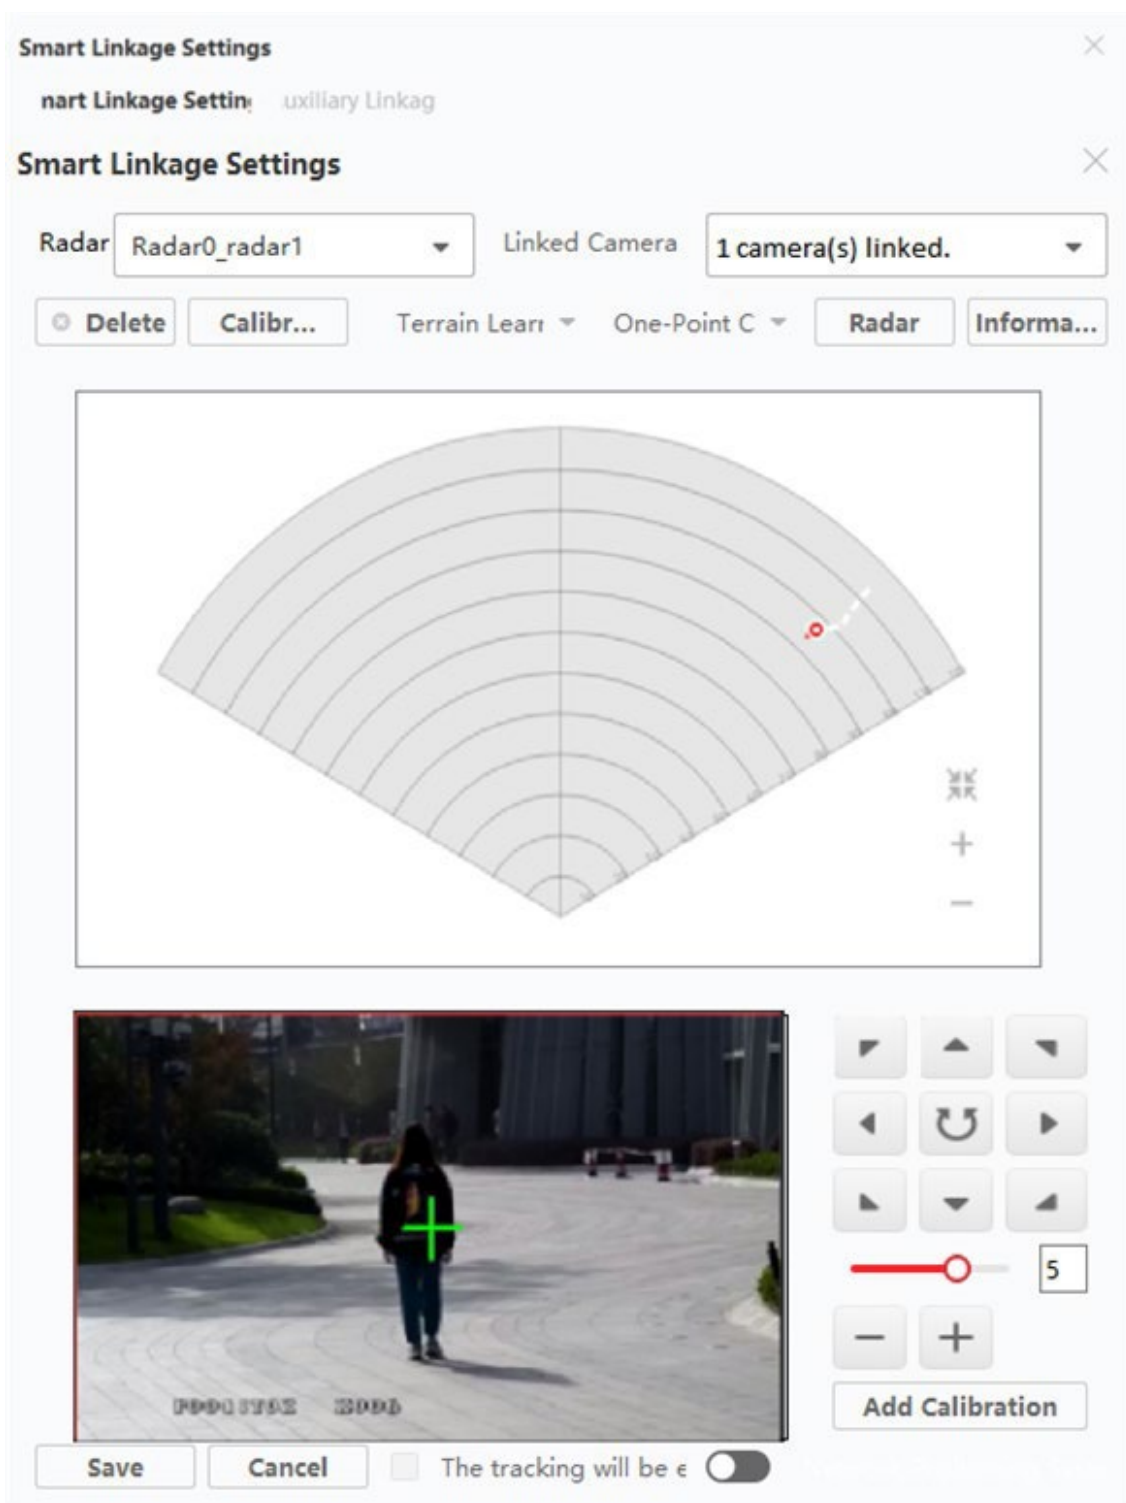 Smart Linkage Settings
nart Linkage Settin uxiliary Linkag
Smart Linkage Settings
Radar Radar0_radar1 Linked Camera 1 camera(s) linked.
Delete Calibr... Terrain Lear One-Point C Radar Informa...
5
Add Calibration
Save Cancel The tracking will be e